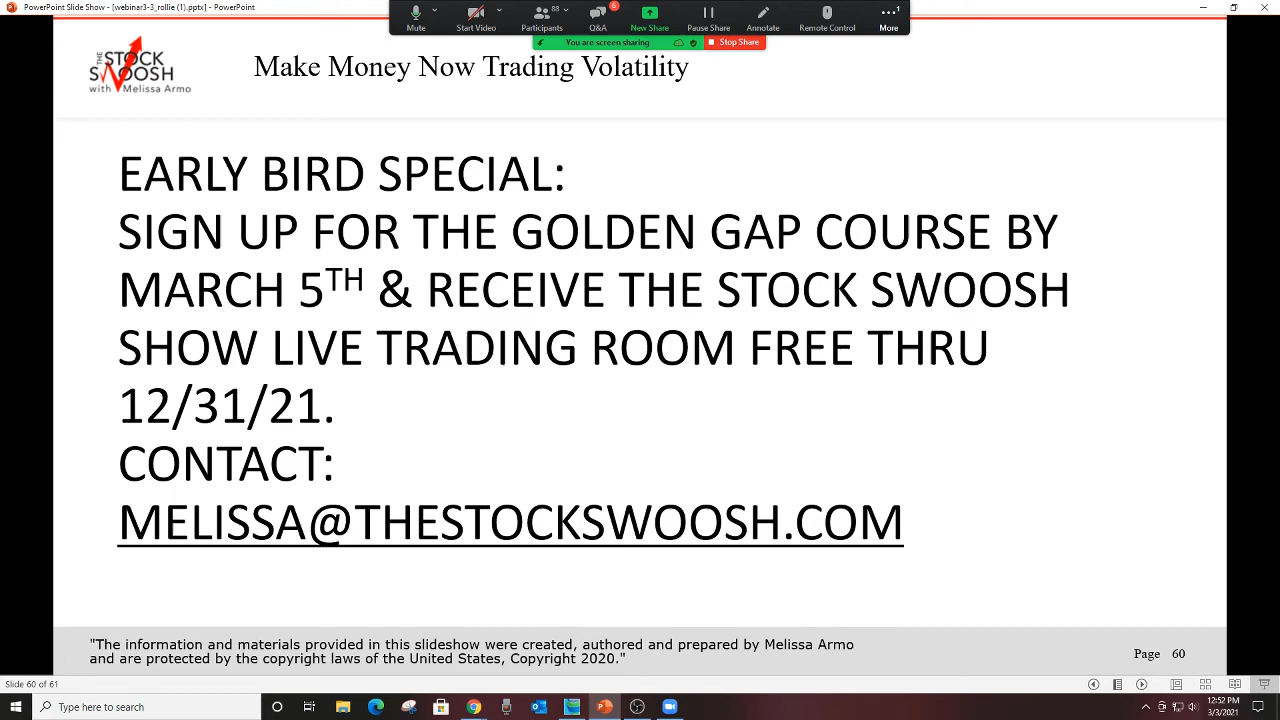 PowerPoint Slide Show - [webinar3-3_rollie (1).pptx] - PowerPoint
Mute
Start Video
88
Participants
6
Q&A
New Share
Pause Share
Annotate
Remote Control
1
More
You are screen sharing
Stop Share
THE STOCK
SWOOSH
with Melissa Armo
Make Money Now Trading Volatility
EARLY BIRD SPECIAL:
SIGN UP FOR THE GOLDEN GAP COURSE BY
MARCH 5TH & RECEIVE THE STOCK SWOOSH
SHOW LIVE TRADING ROOM FREE THRU
12/31/21.
CONTACT:
MELISSA@THESTOCKSWOOSH.COM
"The information and materials provided in this slideshow were created, authored and prepared by Melissa Armo
and are protected by the copyright laws of the United States, Copyright 2020."
Page 60
Slide 60 of 61
Type here to search
12:52 PM
3/3/2021